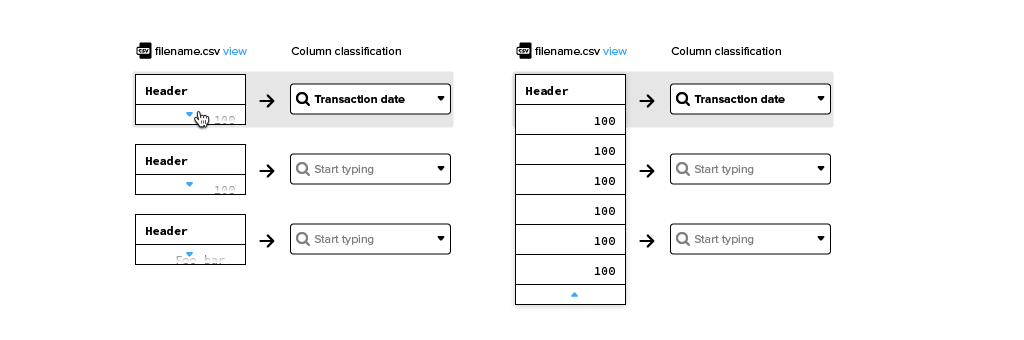 CSV filename.csv view Column classification
Header
Transaction date
100
Header
Start typing
100
Header
Start typing
Foo bar
CSV filename.csv view Column classification
Header
Transaction date
100
100
Start typing
100
100
100
Start typing
100